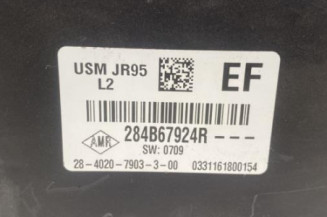 USM JR95
L2
EF
AMR
284B67924R---
SW: 0709
28-4020-7903-3-00 0331161800154